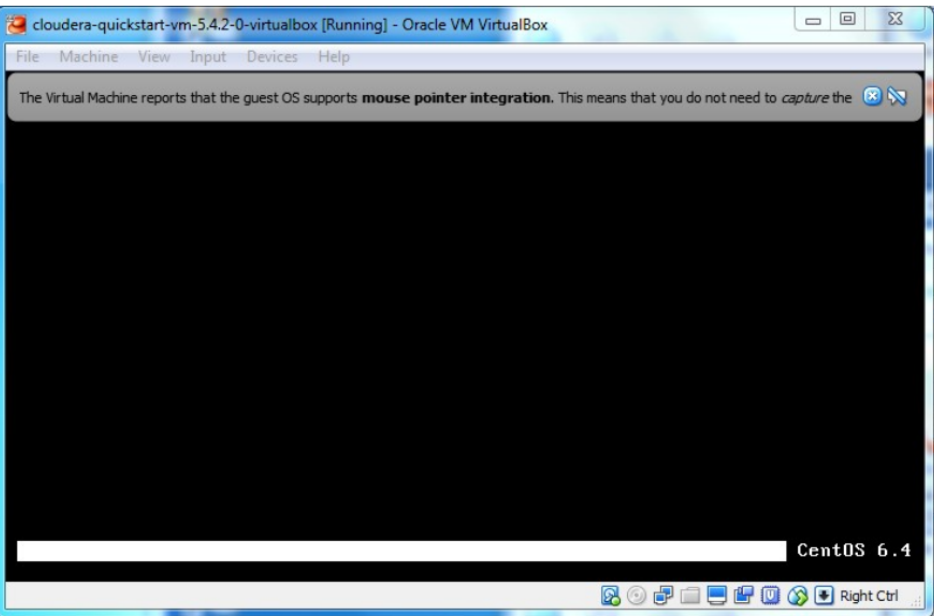 cloudera-quickstart-vm-5.4.2-0-virtualbox [Running] - Oracle VM VirtualBox
File Machine View Input Devices Help
The Virtual Machine reports that the guest OS supports mouse pointer integration. This means that you do not need to capture the
CentOS 6.4
Right Ctrl